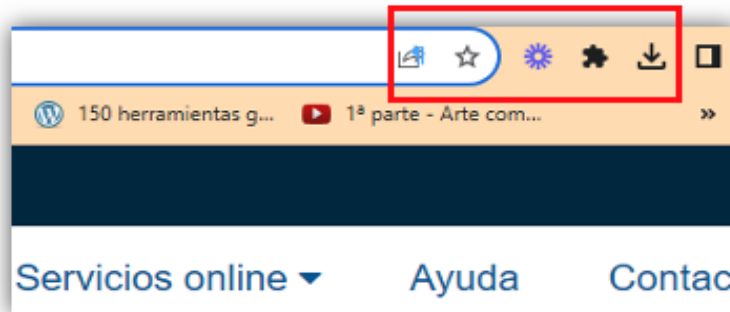 150 herramientas g... 1ª parte - Arte com... »
Servicios online Ayuda Contac